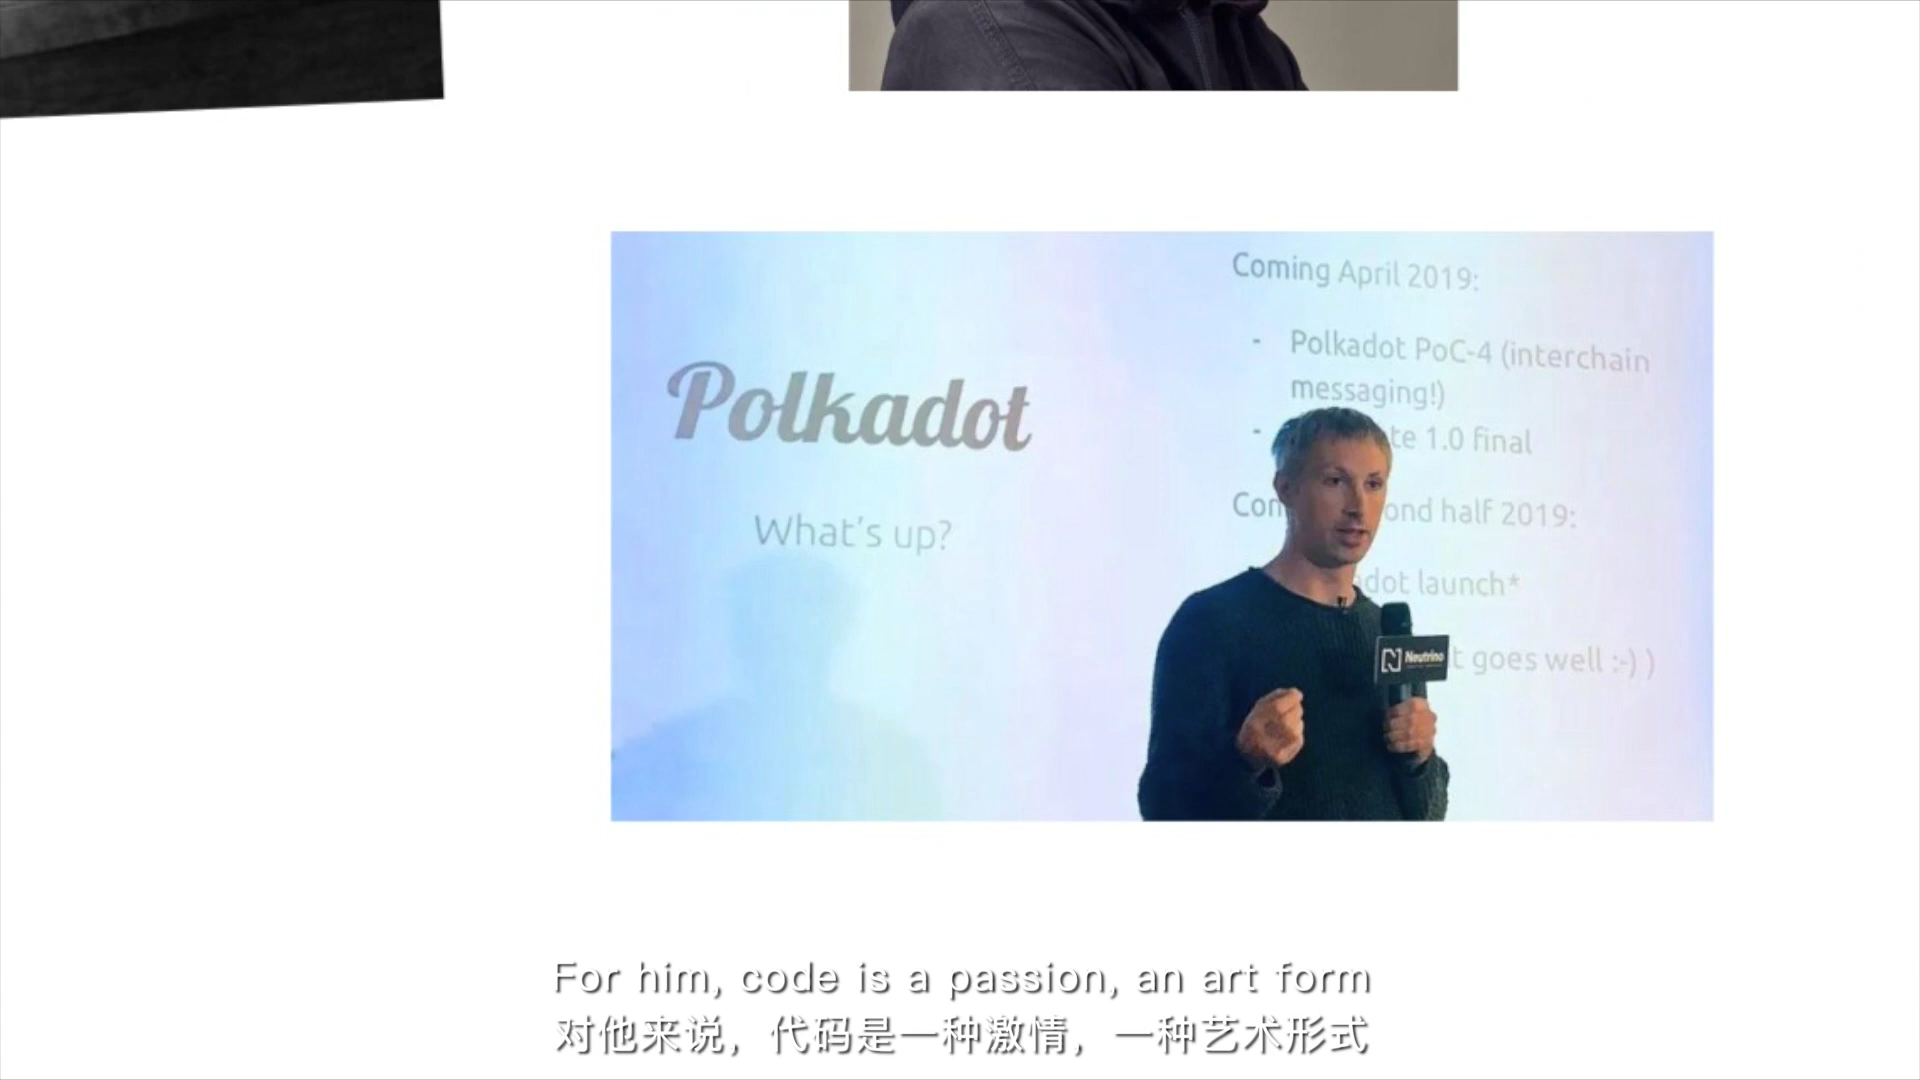 Polkadot
What's up?
Coming April 2019:
- Polkadot PoC-4 (interchain
messaging!)
- te 1.0 final
Con ond half 2019:
dot launch*
t goes well :-) )
Neutrino
For him, code is a passion, an art form
对他来说，代码是一种激情，一种艺术形式